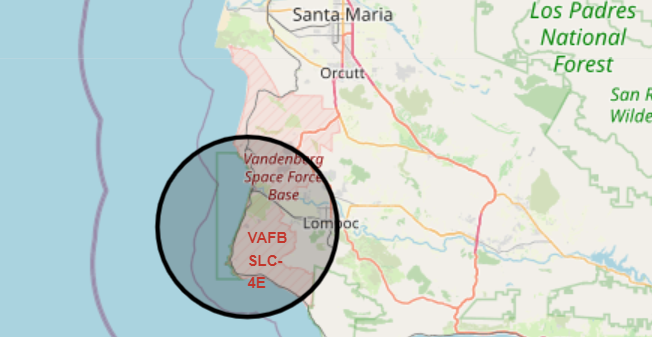 Santa Maria
Los Padres
National
Forest
Orcutt
San R
Wilde
Vandenberg
Space Force
Base
Lompoc
VAFB
SLC-
4E